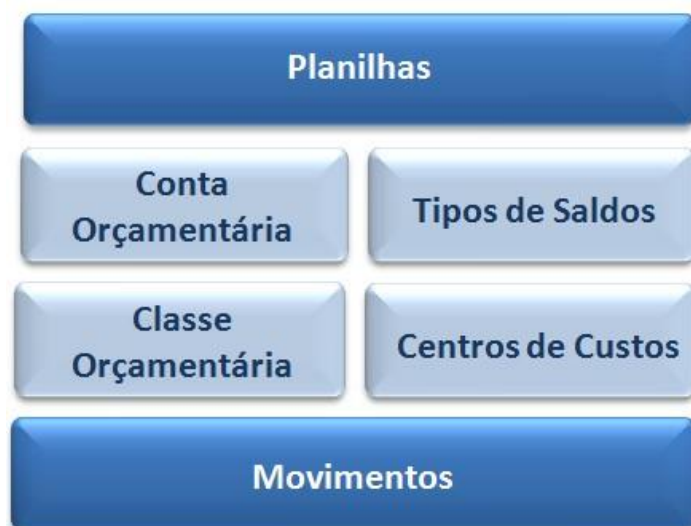 Planilhas
Conta
Orçamentária
Tipos de Saldos
Classe
Orçamentária
Centros de Custos
Movimentos